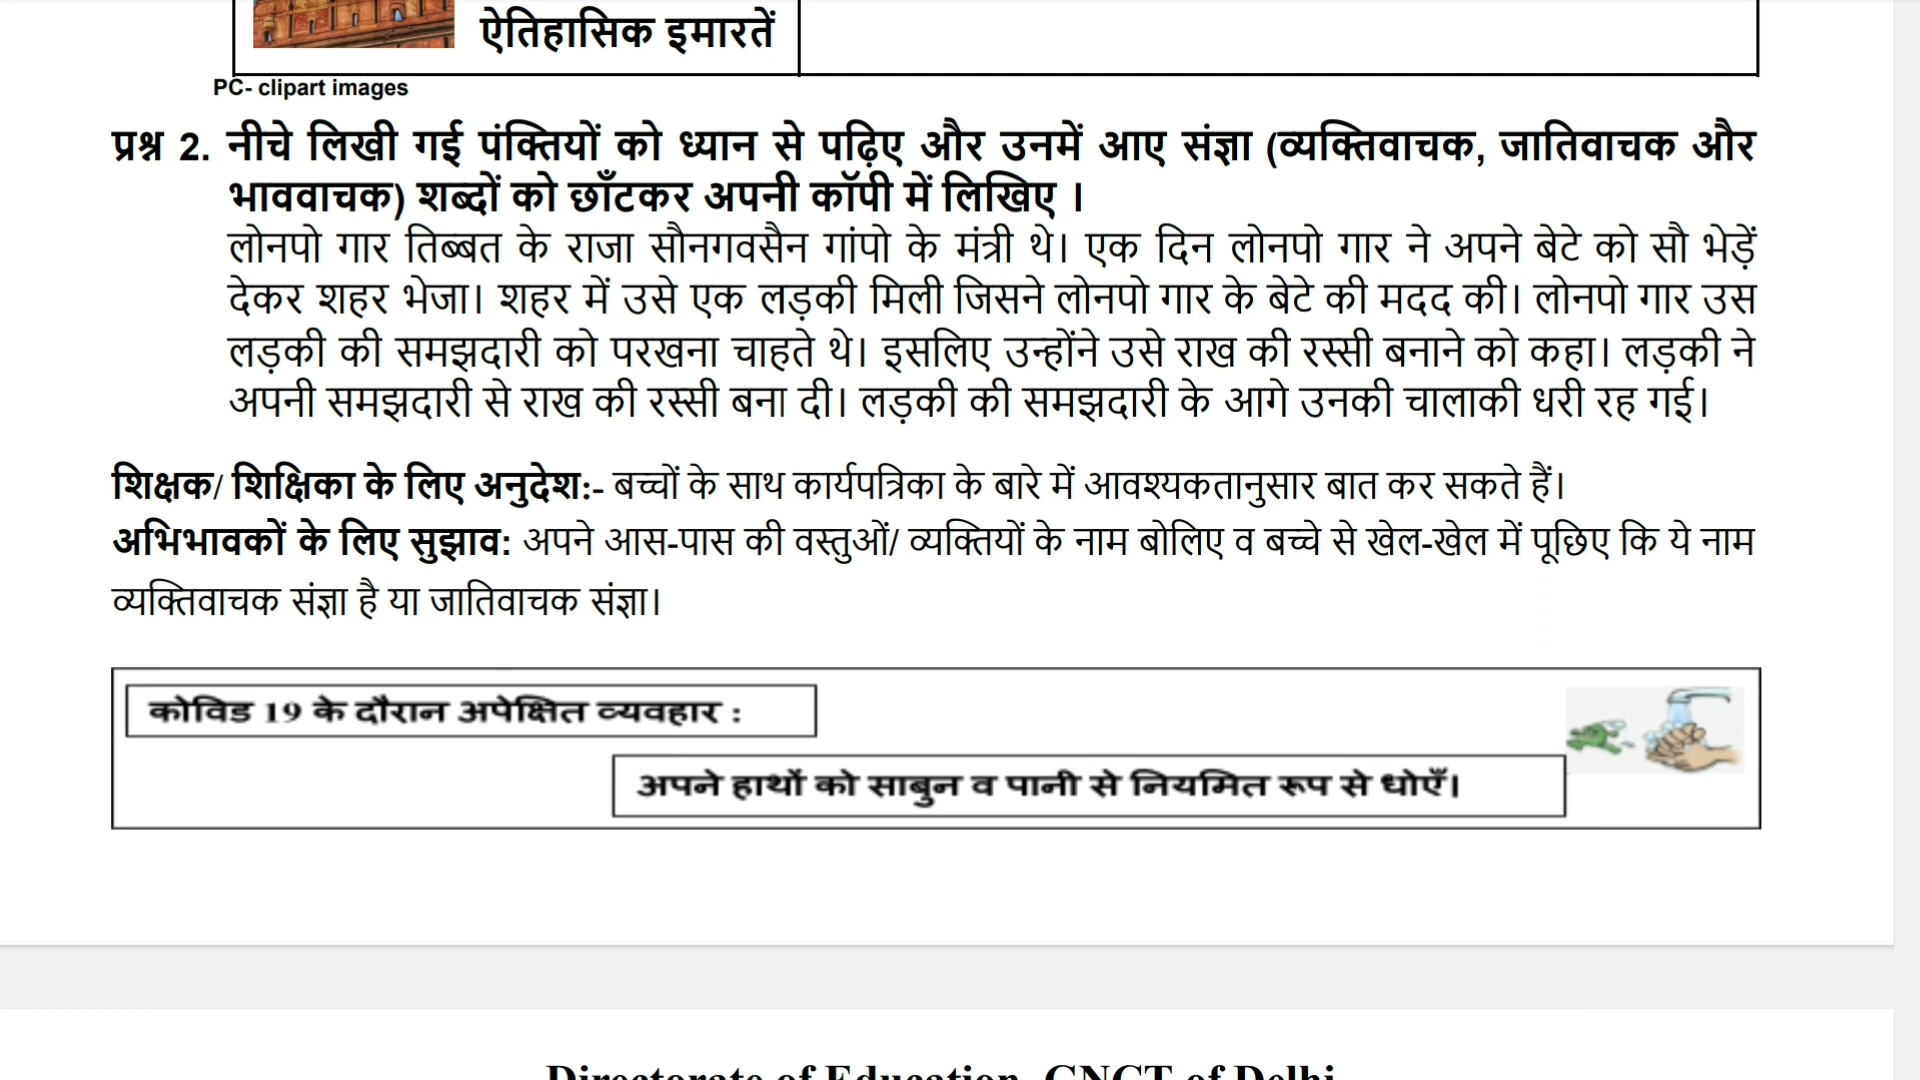 ऐतिहासिक इमारतें
PC- clipart images
प्रश्न 2. नीचे लिखी गई पंक्तियों को ध्यान से पढ़िए और उनमें आए संज्ञा (व्यक्तिवाचक, जातिवाचक और
भाववाचक) शब्दों को छाँटकर अपनी कॉपी में लिखिए ।
लोनपो गार तिब्बत के राजा सौनगवसैन गांपो के मंत्री थे। एक दिन लोनपो गार ने अपने बेटे को सौ भेड़ें
देकर शहर भेजा। शहर में उसे एक लड़की मिली जिसने लोनपो गार के बेटे की मदद की। लोनपो गार उस
लड़की की समझदारी को परखना चाहते थे। इसलिए उन्होंने उसे राख की रस्सी बनाने को कहा। लड़की ने
अपनी समझदारी से राख की रस्सी बना दी। लड़की की समझदारी के आगे उनकी चालाकी धरी रह गई।
शिक्षक/ शिक्षिका के लिए अनुदेश:- बच्चों के साथ कार्यपत्रिका के बारे में आवश्यकतानुसार बात कर सकते हैं।
अभिभावकों के लिए सुझाव: अपने आस-पास की वस्तुओं/ व्यक्तियों के नाम बोलिए व बच्चे से खेल-खेल में पूछिए कि ये नाम
व्यक्तिवाचक संज्ञा है या जातिवाचक संज्ञा।
कोविड 19 के दौरान अपेक्षित व्यवहार :
अपने हाथों को साबुन व पानी से नियमित रूप से धोएँ।
Directorate of Education, GNCT of Delhi